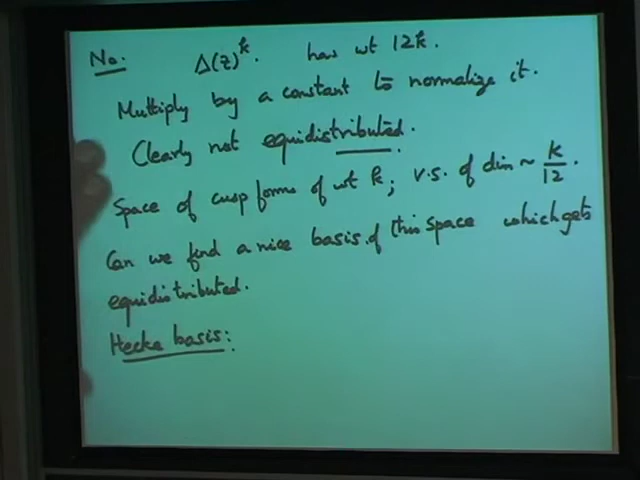 No: Δ(z)^k. has wt 12k.
Multiply by a constant to normalize it.
Clearly not equidistributed.
Space of cusp forms of wt k; v.s. of dim ~ k/12.
Can we find a nice basis of this space which gets
equidistributed.
Hecke basis: